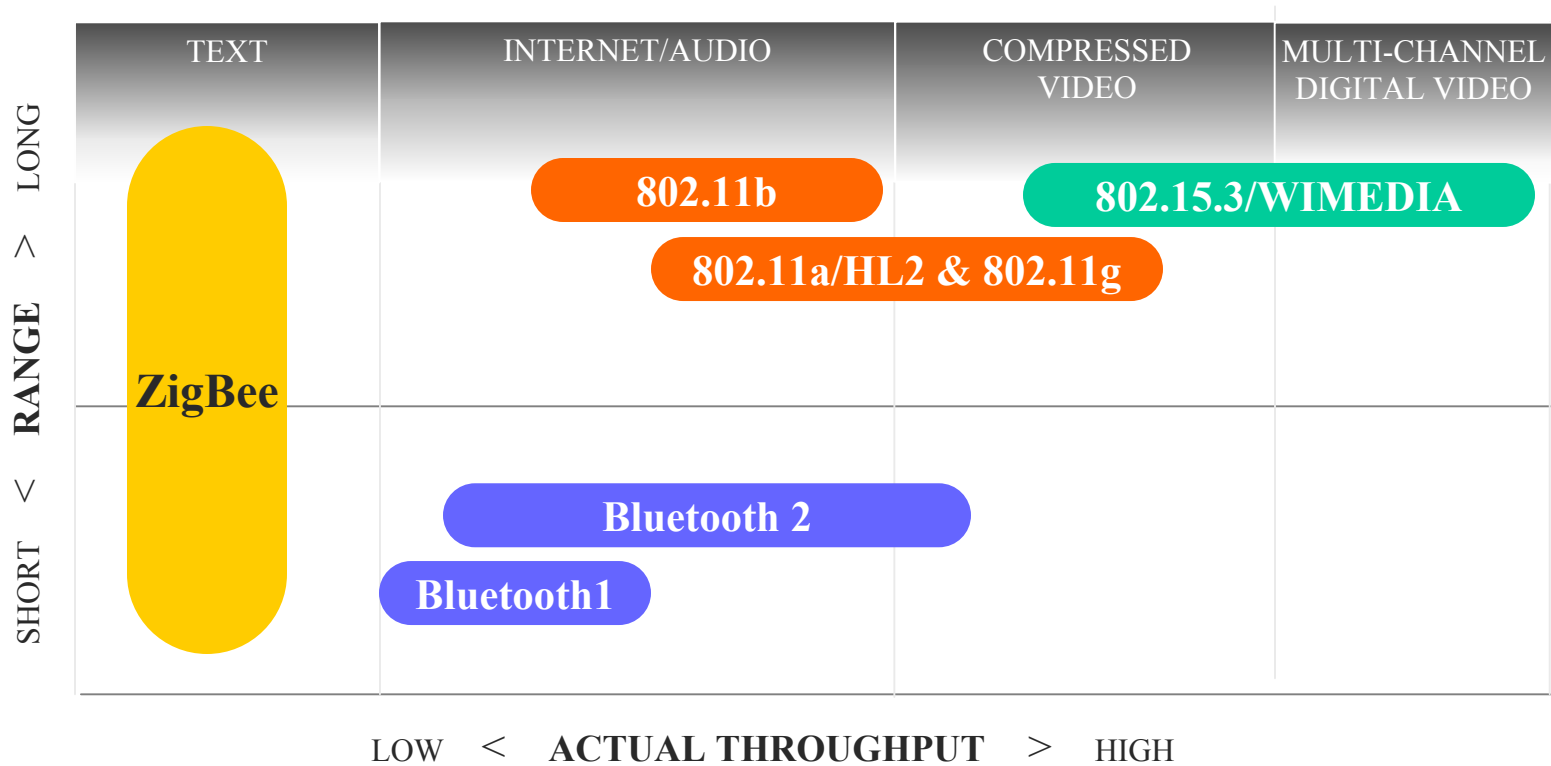 TEXT
INTERNET/AUDIO
COMPRESSED
VIDEO
MULTI-CHANNEL
DIGITAL VIDEO
SHORT < RANGE > LONG
802.11b
802.15.3/WIMEDIA
802.11a/HL2 & 802.11g
ZigBee
Bluetooth 2
Bluetooth1
LOW < ACTUAL THROUGHPUT > HIGH